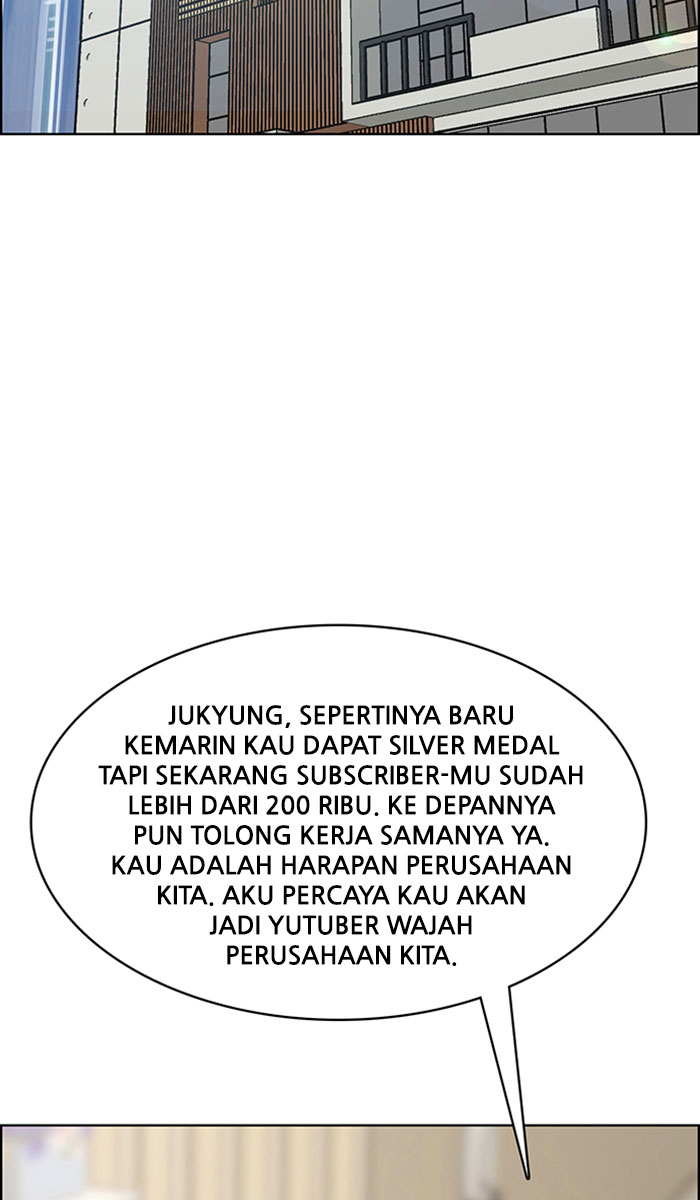 JUKYUNG, SEPERTINYA BARU
KEMARIN KAU DAPAT SILVER MEDAL
TAPI SEKARANG SUBSCRIBER-MU SUDAH
LEBIH DARI 200 RIBU. KE DEPANNYA
PUN TOLONG KERJA SAMANYA YA.
KAU ADALAH HARAPAN PERUSAHAAN
KITA. AKU PERCAYA KAU AKAN
JADI YUTUBER WAJAH
PERUSAHAAN KITA.